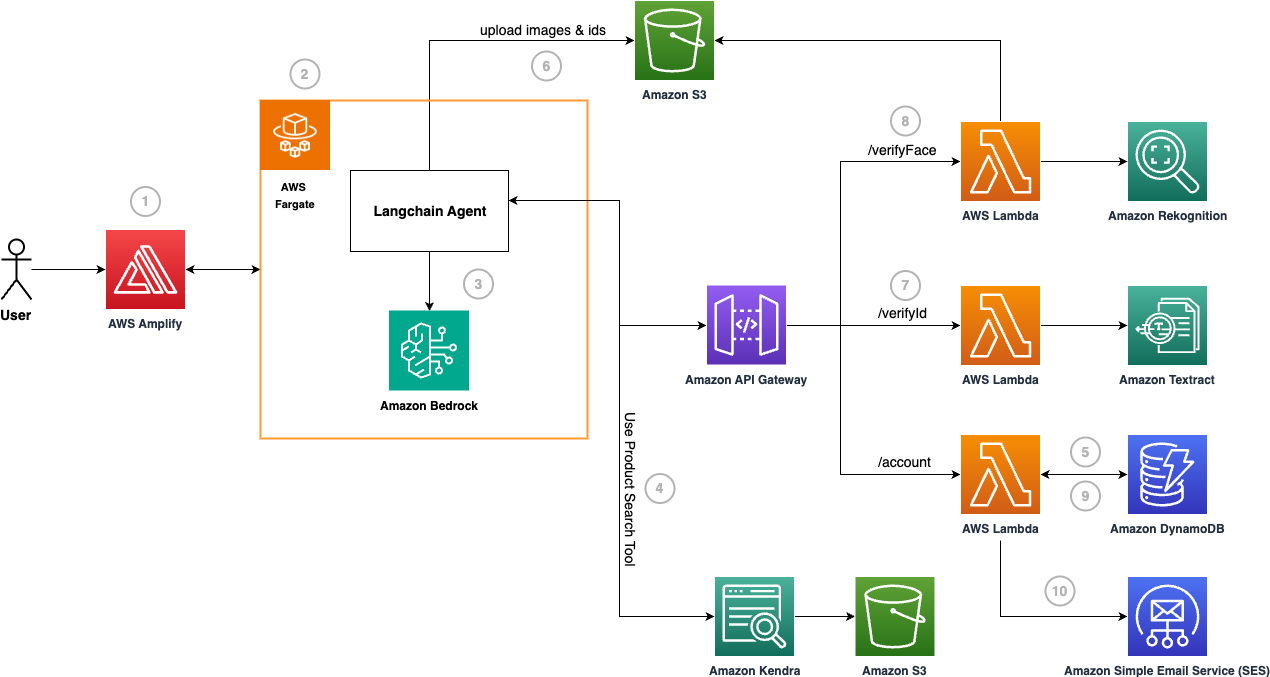 upload images & ids
6
Amazon S3
2
AWS
Fargate
Langchain Agent
3
Amazon Bedrock
1
User
AWS Amplify
8
/verifyFace
AWS Lambda
Amazon Rekognition
7
/verifyId
Amazon API Gateway
AWS Lambda
Amazon Textract
Use Product Search Tool
4
/account
5
9
AWS Lambda
Amazon DynamoDB
10
Amazon Kendra
Amazon S3
Amazon Simple Email Service (SES)